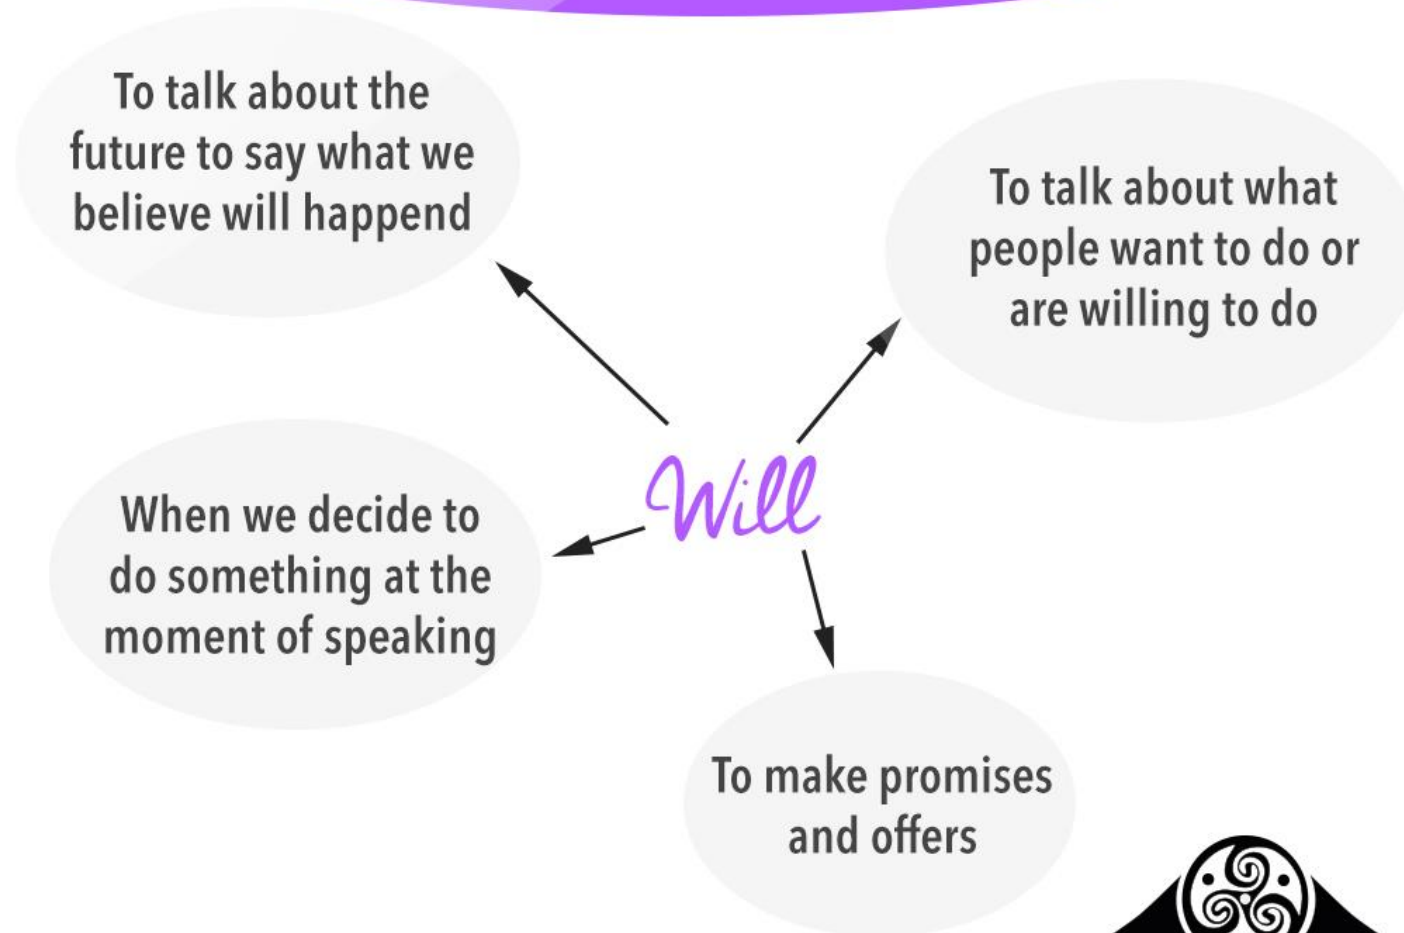 To talk about the
future to say what we
believe will happend
To talk about what
people want to do or
are willing to do
Will
When we decide to
do something at the
moment of speaking
To make promises
and offers